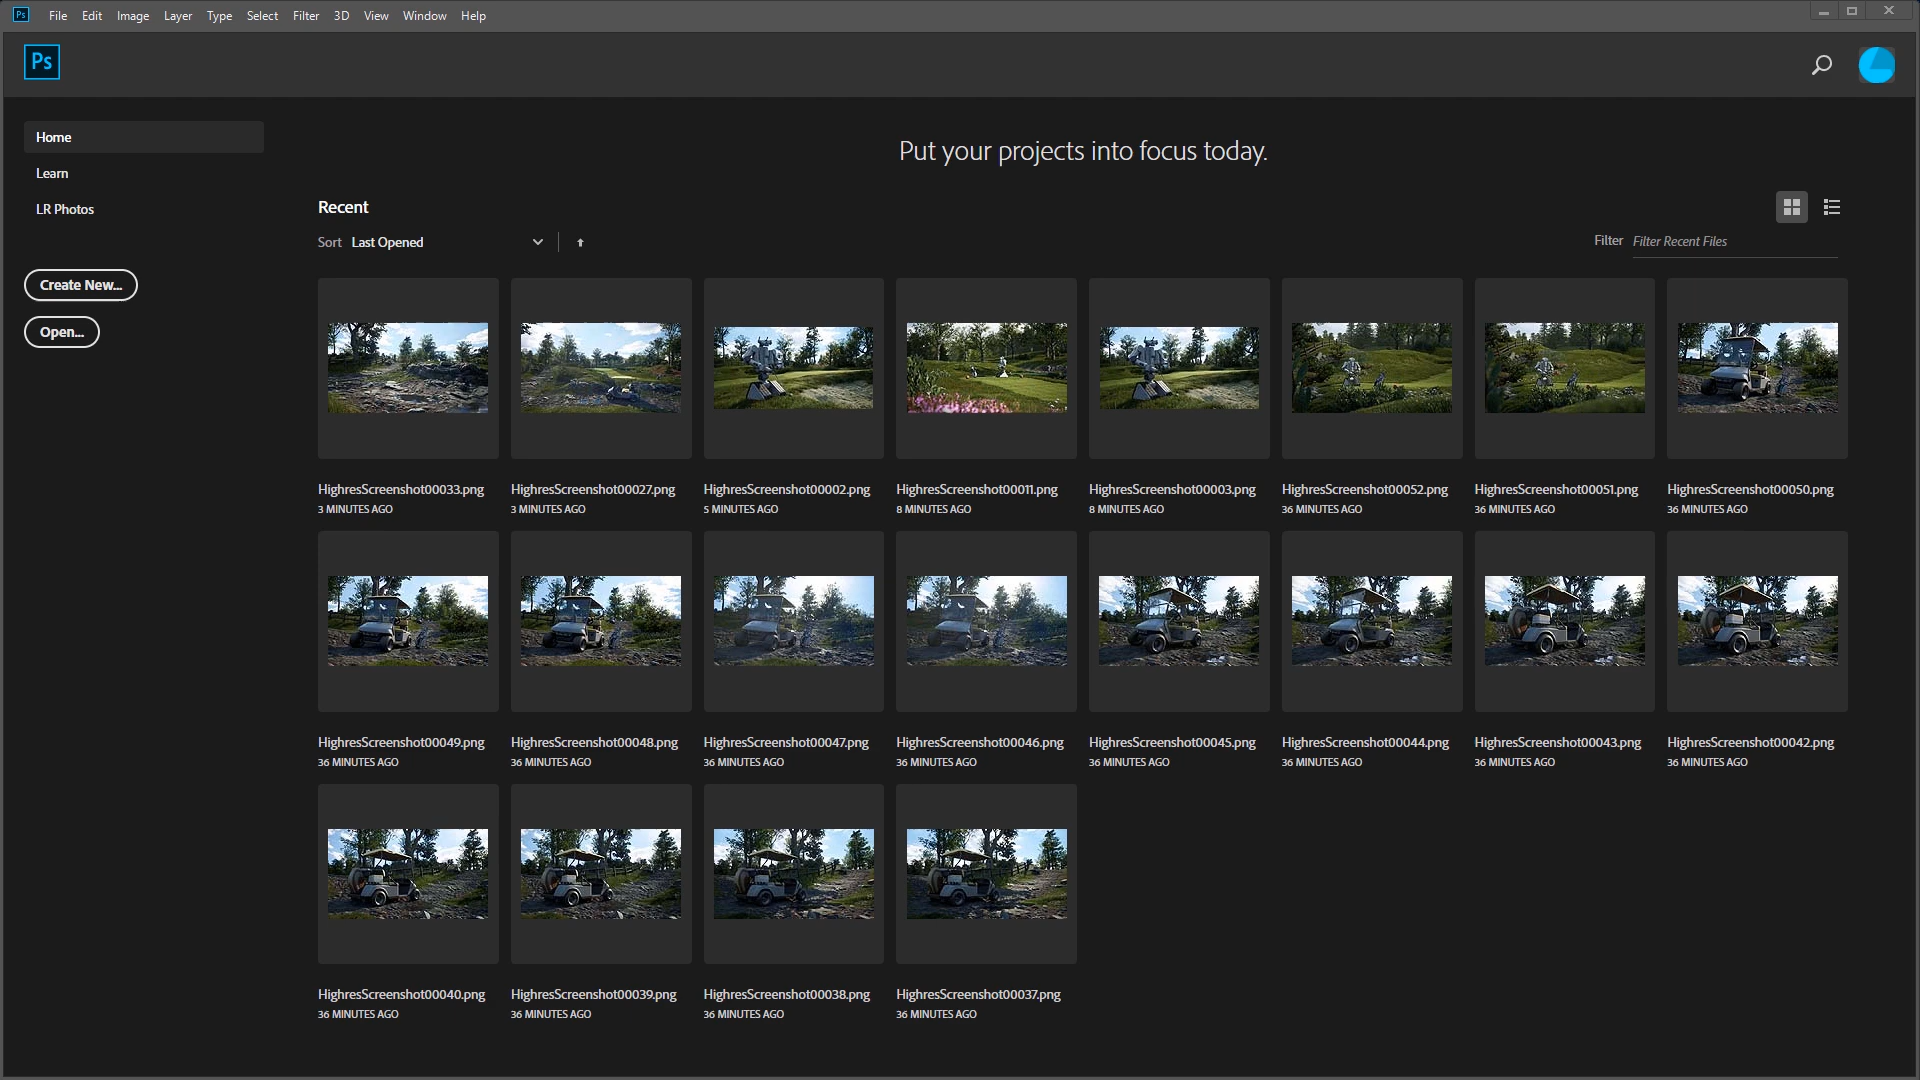 Ps File Edit Image Layer Type Select Filter 3D View Window Help
Ps
Home
Learn
LR Photos
Create New...
Open...
Put your projects into focus today.
Recent
Sort Last Opened
Filter Filter Recent Files
HighresScreenshot00033.png HighresScreenshot00027.png HighresScreenshot00002.png HighresScreenshot00011.png HighresScreenshot00003.png HighresScreenshot00052.png HighresScreenshot00051.png HighresScreenshot00050.png
3 MINUTES AGO 3 MINUTES AGO 5 MINUTES AGO 8 MINUTES AGO 8 MINUTES AGO 36 MINUTES AGO 36 MINUTES AGO 36 MINUTES AGO
HighresScreenshot00049.png HighresScreenshot00048.png HighresScreenshot00047.png HighresScreenshot00046.png HighresScreenshot00045.png HighresScreenshot00044.png HighresScreenshot00043.png HighresScreenshot00042.png
36 MINUTES AGO 36 MINUTES AGO 36 MINUTES AGO 36 MINUTES AGO 36 MINUTES AGO 36 MINUTES AGO 36 MINUTES AGO 36 MINUTES AGO
HighresScreenshot00040.png HighresScreenshot00039.png HighresScreenshot00038.png HighresScreenshot00037.png
36 MINUTES AGO 36 MINUTES AGO 36 MINUTES AGO 36 MINUTES AGO